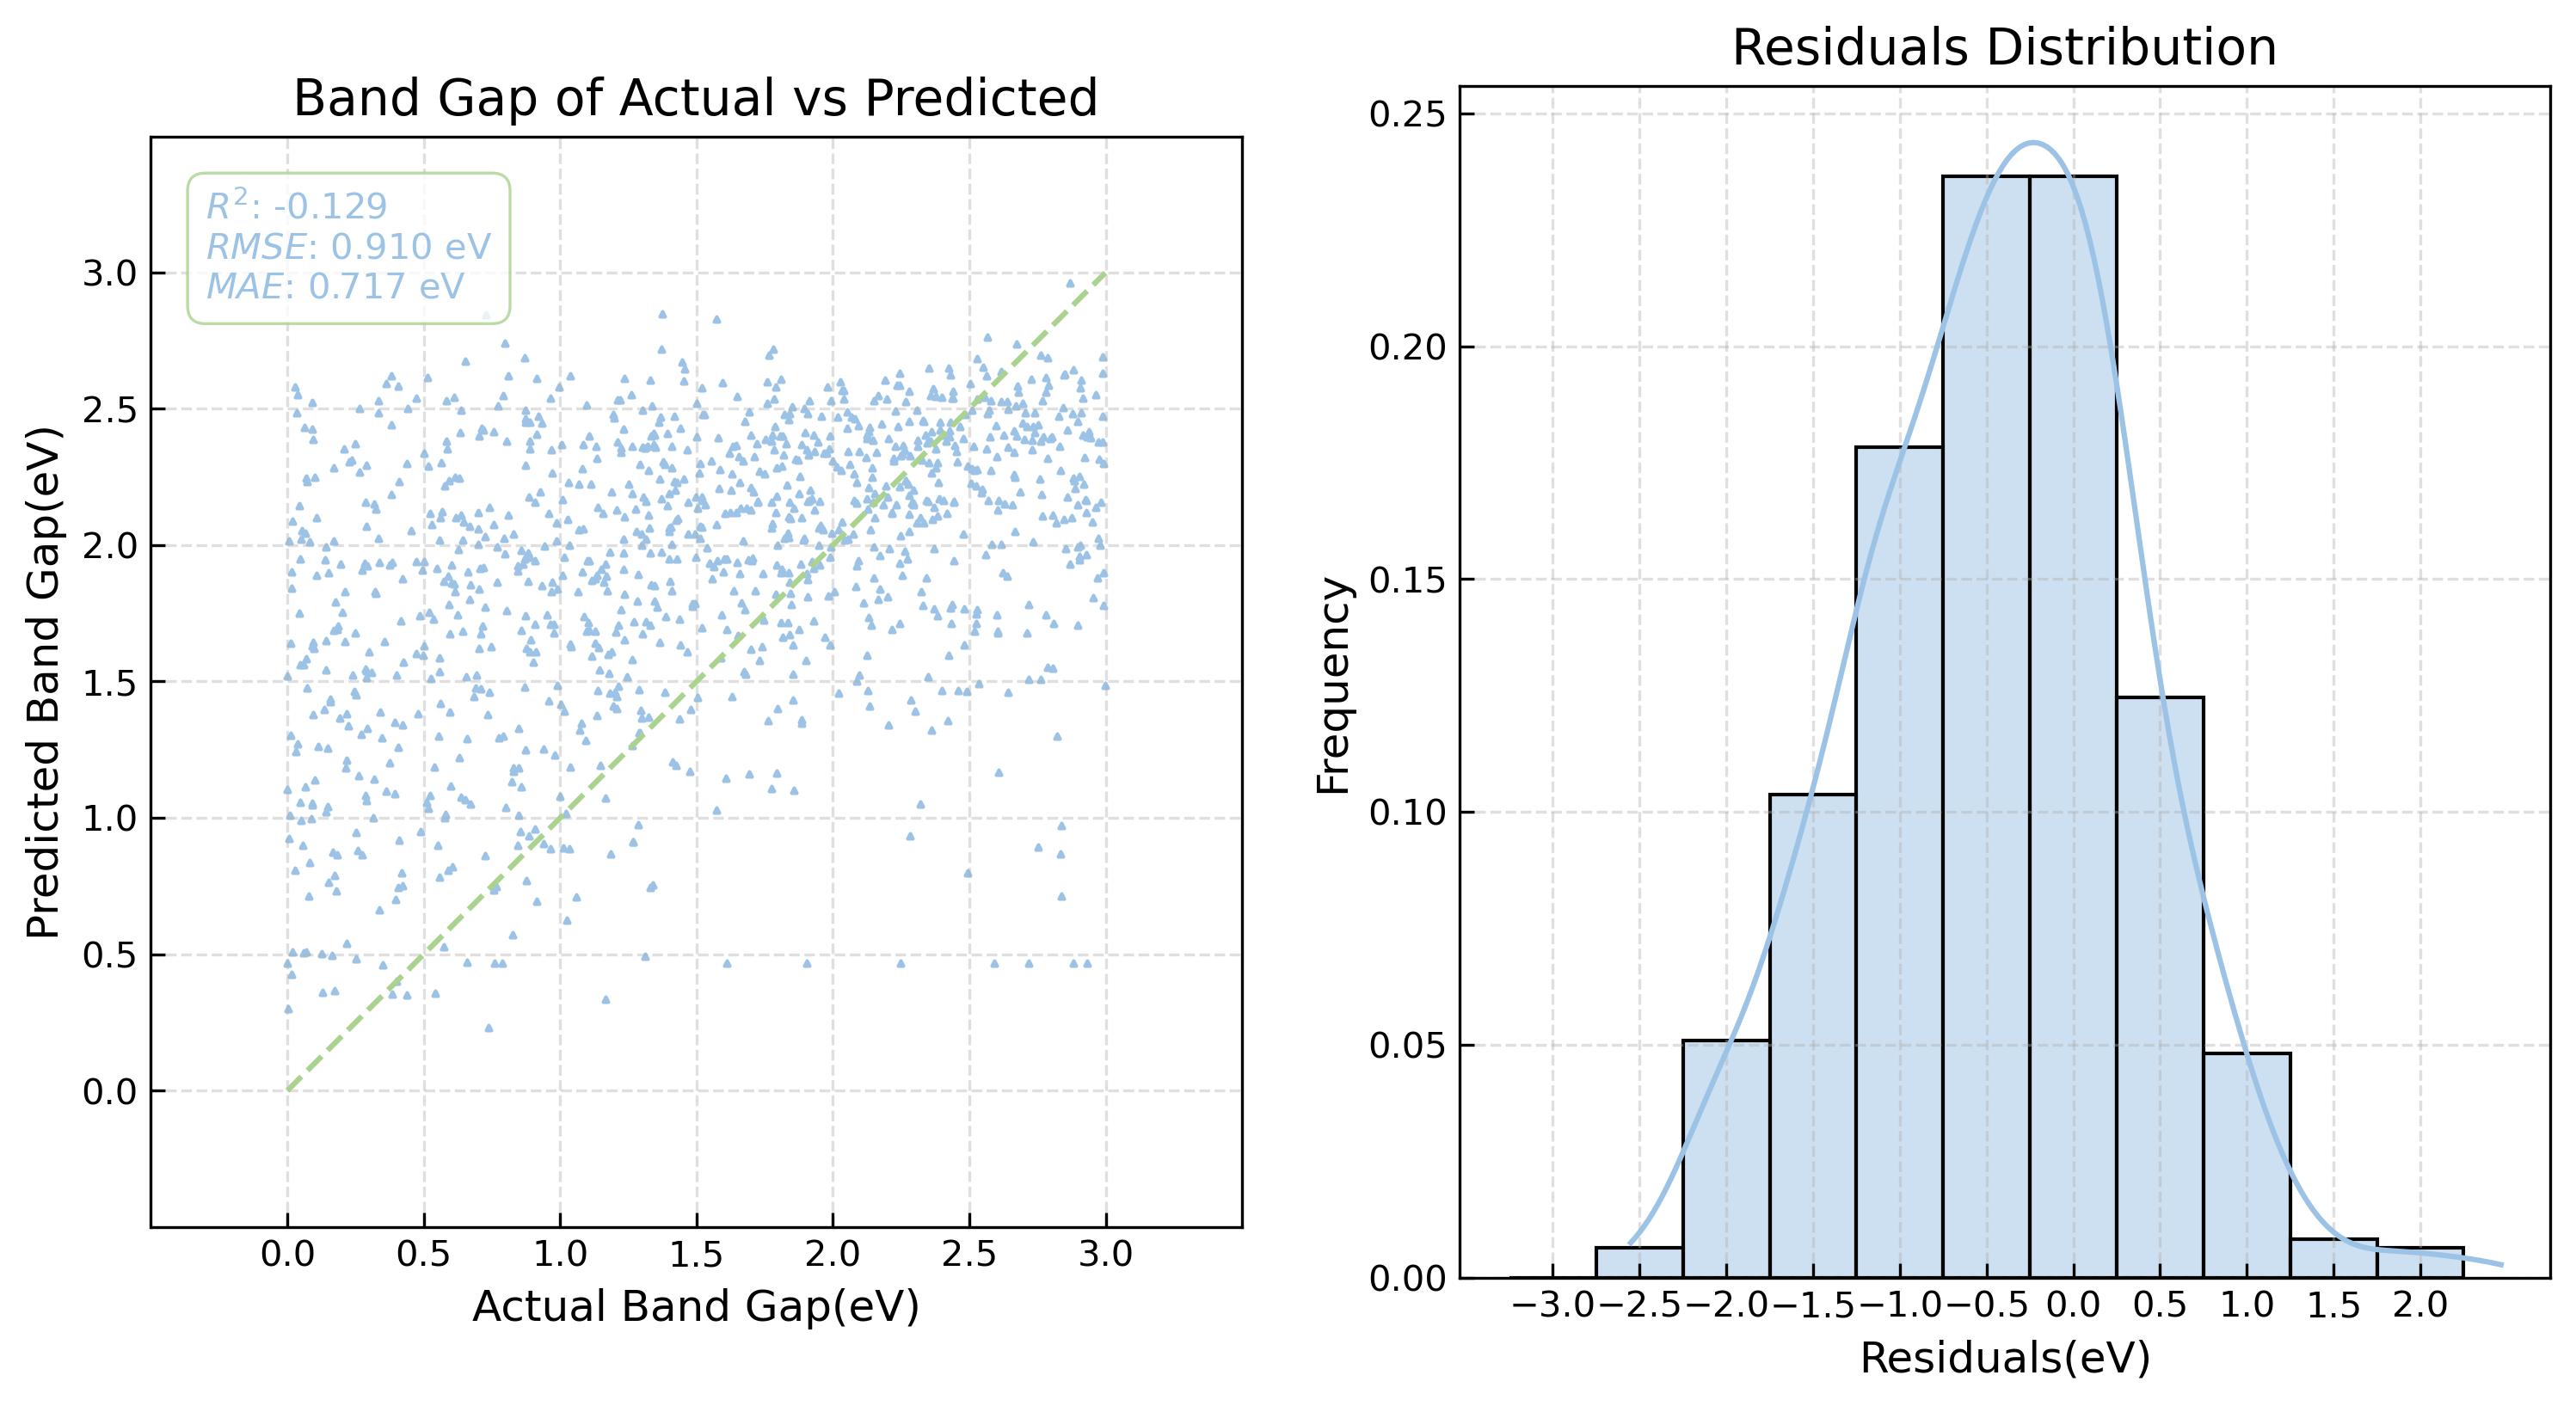 Band Gap of Actual vs Predicted
R²: -0.129
RMSE: 0.910 eV
MAE: 0.717 eV
Predicted Band Gap(eV)
3.0
2.5
2.0
1.5
1.0
0.5
0.0
0.0 0.5 1.0 1.5 2.0 2.5 3.0
Actual Band Gap(eV)
Residuals Distribution
Frequency
0.25
0.20
0.15
0.10
0.05
0.00
−3.0 −2.5 −2.0 −1.5 −1.0 −0.5 0.0 0.5 1.0 1.5 2.0
Residuals(eV)